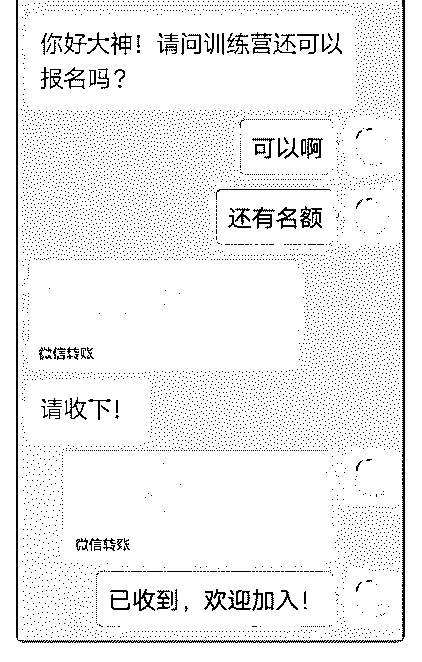 你好大神！请问训练营还可以
报名吗？
可以啊
还有名额
微信转账
请收下！
微信转账
已收到，欢迎加入！